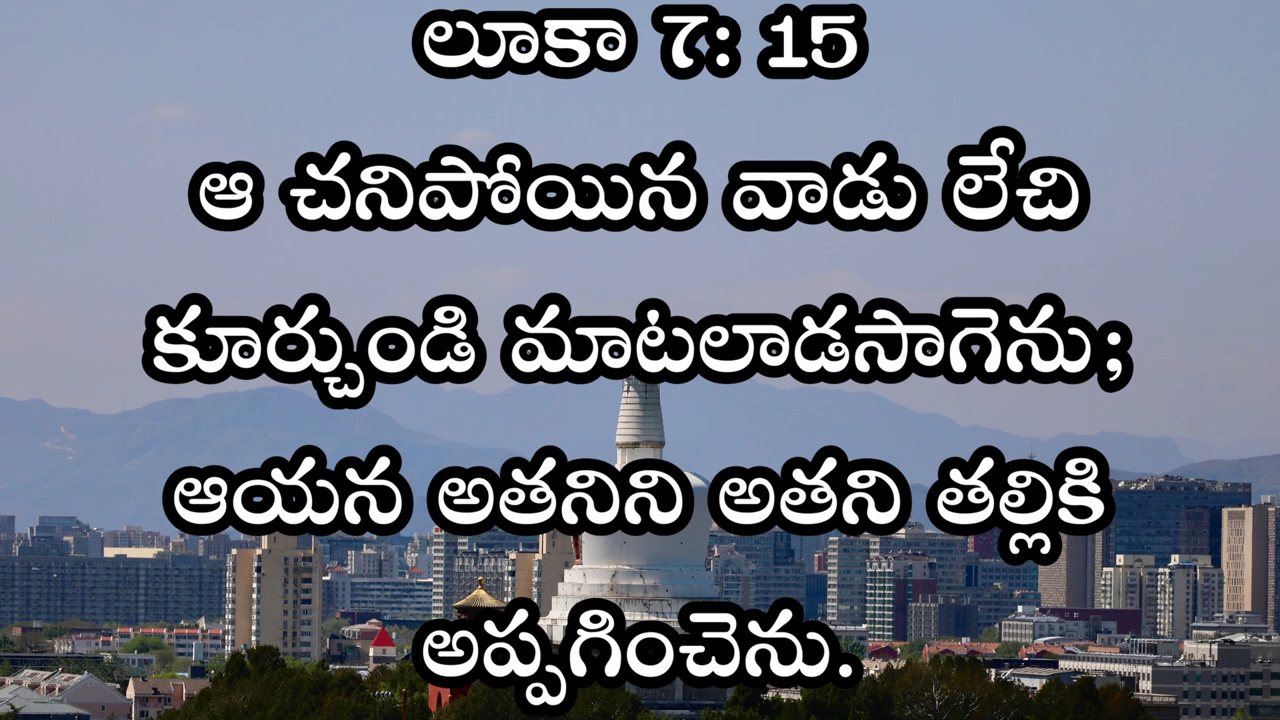 లూకా 7: 15
ఆ చనిపోయిన వాడు లేచి
కూర్చుండి మాటలాడసాగెను;
ఆయన అతనిని అతని తల్లికి
అప్పగించెను.